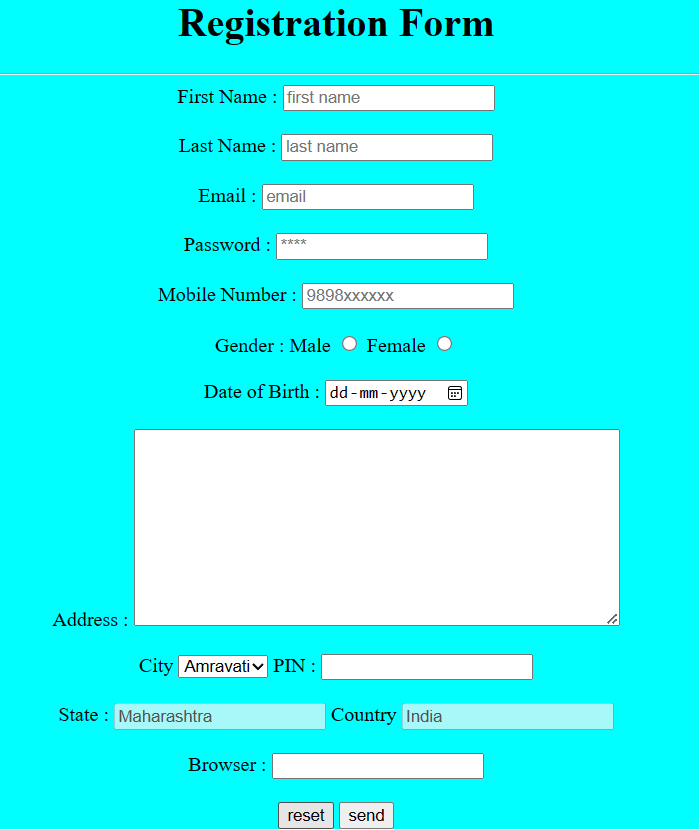 Registration Form
First Name : first name
Last Name : last name
Email : email
Password : ****
Mobile Number : 9898xxxxxx
Gender : Male Female
Date of Birth : dd-mm-yyyy
Address :
City Amravati PIN :
State : Maharashtra Country India
Browser :
reset send